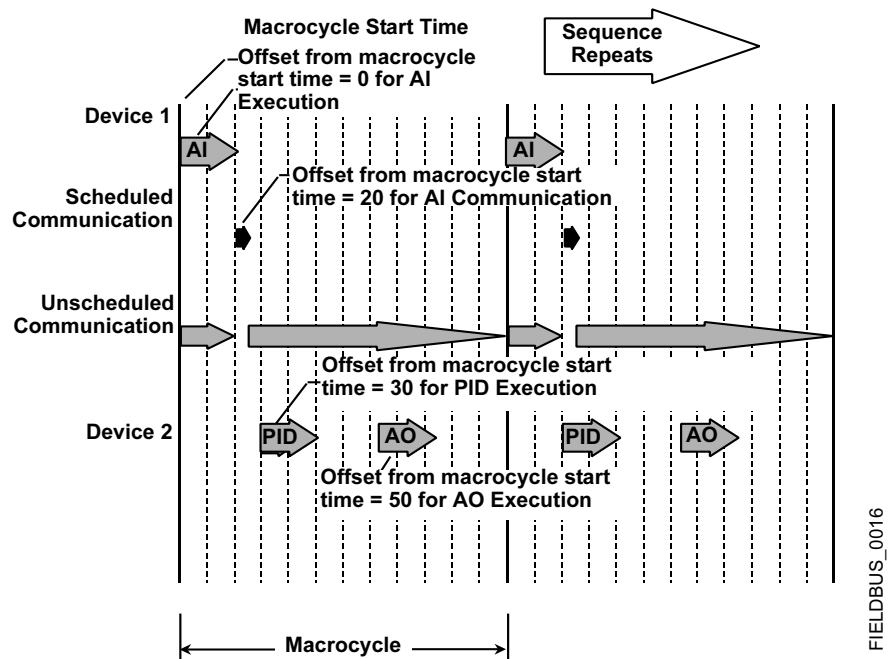 Macrocycle Start Time
Offset from macrocycle
start time = 0 for AI
Execution
Sequence
Repeats
Device 1
AI
AI
Scheduled
Communication
Offset from macrocycle start
time = 20 for AI Communication
Unscheduled
Communication
Offset from macrocycle start
time = 30 for PID Execution
Device 2
PID
AO
PID
AO
Offset from macrocycle start
time = 50 for AO Execution
Macrocycle
FIELDBUS_0016